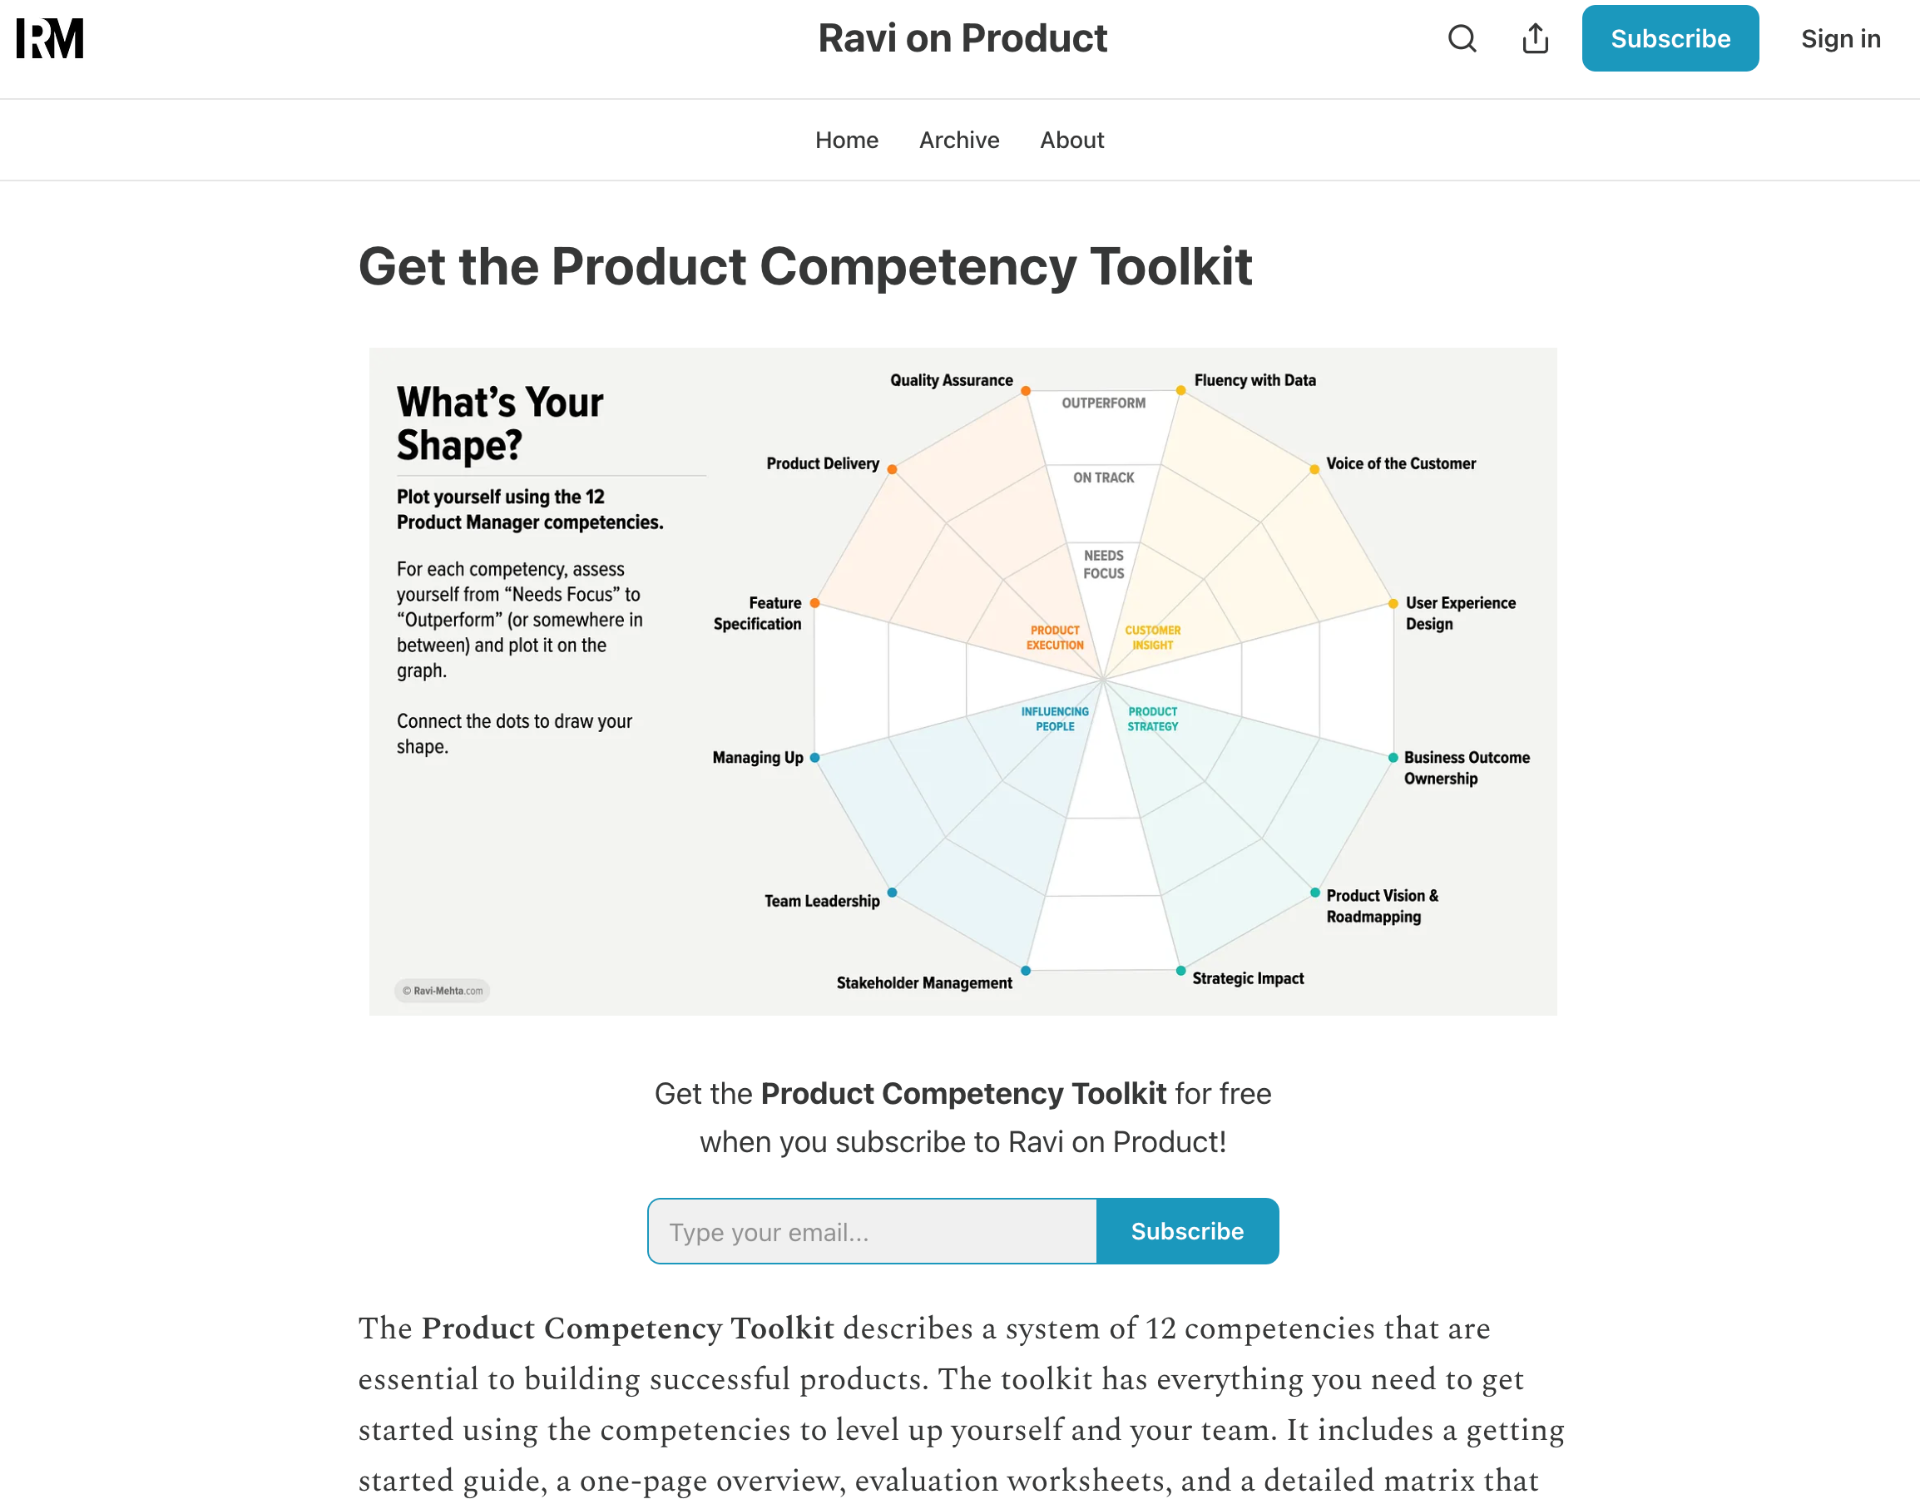 IRM
Ravi on Product
Subscribe
Sign in
Home
Archive
About
Get the Product Competency Toolkit
What’s Your
Shape?
Plot yourself using the 12
Product Manager competencies.
For each competency, assess
yourself from “Needs Focus” to
“Outperform” (or somewhere in
between) and plot it on the
graph.
Connect the dots to draw your
shape.
© Ravi-Mehta.com
Quality Assurance
Fluency with Data
OUTPERFORM
Product Delivery
Voice of the Customer
ON TRACK
NEEDS
FOCUS
Feature
Specification
User Experience
Design
PRODUCT
EXECUTION
CUSTOMER
INSIGHT
INFLUENCING
PEOPLE
PRODUCT
STRATEGY
Managing Up
Business Outcome
Ownership
Team Leadership
Product Vision &
Roadmapping
Stakeholder Management
Strategic Impact
Get the Product Competency Toolkit for free
when you subscribe to Ravi on Product!
Type your email...
Subscribe
The Product Competency Toolkit describes a system of 12 competencies that are
essential to building successful products. The toolkit has everything you need to get
started using the competencies to level up yourself and your team. It includes a getting
started guide, a one-page overview, evaluation worksheets, and a detailed matrix that